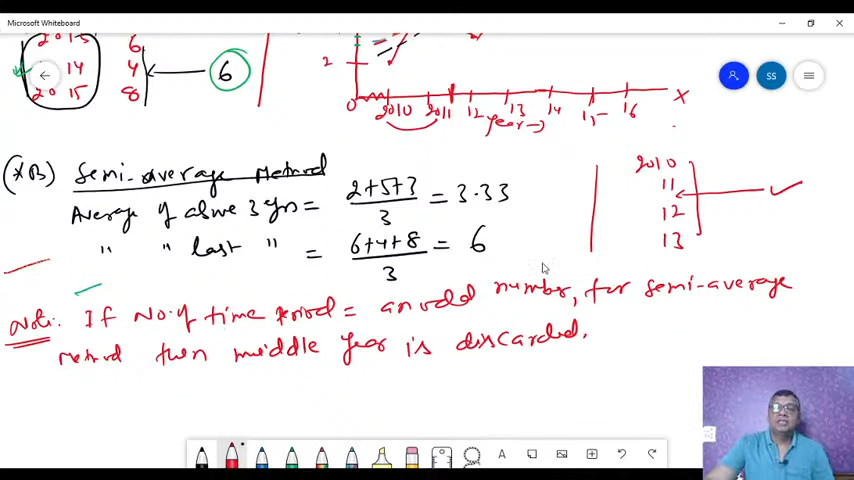 Microsoft Whiteboard
2015 6
14 4 6
2015 8
2
0 2010 2011 12 13 14 15 16 X
year→
SS
(*B) Semi-average Method
Average of above 3 yrs = 2+5+3 / 3 = 3.33
" " last " = 6+4+8 / 3 = 6
2010
11
12
13
Note: If No. of time period = an odd number, for semi-average
Method then middle year is discarded.
A